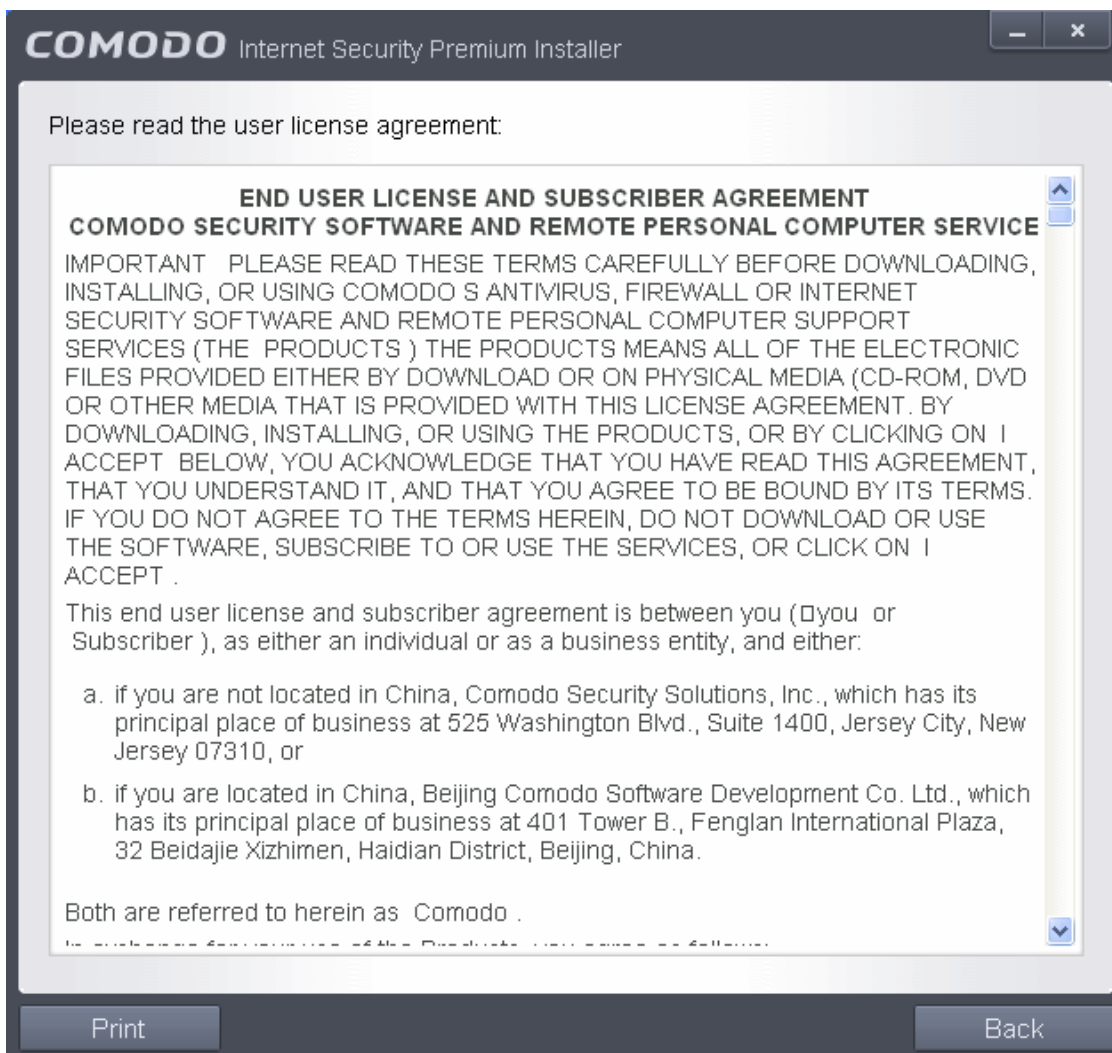 COMODO Internet Security Premium Installer
Please read the user license agreement:
END USER LICENSE AND SUBSCRIBER AGREEMENT
COMODO SECURITY SOFTWARE AND REMOTE PERSONAL COMPUTER SERVICE
IMPORTANT PLEASE READ THESE TERMS CAREFULLY BEFORE DOWNLOADING,
INSTALLING, OR USING COMODO S ANTIVIRUS, FIREWALL OR INTERNET
SECURITY SOFTWARE AND REMOTE PERSONAL COMPUTER SUPPORT
SERVICES (THE PRODUCTS ) THE PRODUCTS MEANS ALL OF THE ELECTRONIC
FILES PROVIDED EITHER BY DOWNLOAD OR ON PHYSICAL MEDIA (CD-ROM, DVD
OR OTHER MEDIA THAT IS PROVIDED WITH THIS LICENSE AGREEMENT. BY
DOWNLOADING, INSTALLING, OR USING THE PRODUCTS, OR BY CLICKING ON I
ACCEPT BELOW, YOU ACKNOWLEDGE THAT YOU HAVE READ THIS AGREEMENT,
THAT YOU UNDERSTAND IT, AND THAT YOU AGREE TO BE BOUND BY ITS TERMS.
IF YOU DO NOT AGREE TO THE TERMS HEREIN, DO NOT DOWNLOAD OR USE
THE SOFTWARE, SUBSCRIBE TO OR USE THE SERVICES, OR CLICK ON I
ACCEPT .
This end user license and subscriber agreement is between you (▯you or
Subscriber ), as either an individual or as a business entity, and either:
a. if you are not located in China, Comodo Security Solutions, Inc., which has its
principal place of business at 525 Washington Blvd., Suite 1400, Jersey City, New
Jersey 07310, or
b. if you are located in China, Beijing Comodo Software Development Co. Ltd., which
has its principal place of business at 401 Tower B., Fenglan International Plaza,
32 Beidajie Xizhimen, Haidian District, Beijing, China.
Both are referred to herein as Comodo .
In exchange for your use of the Products, you agree as follows:
Print
Back